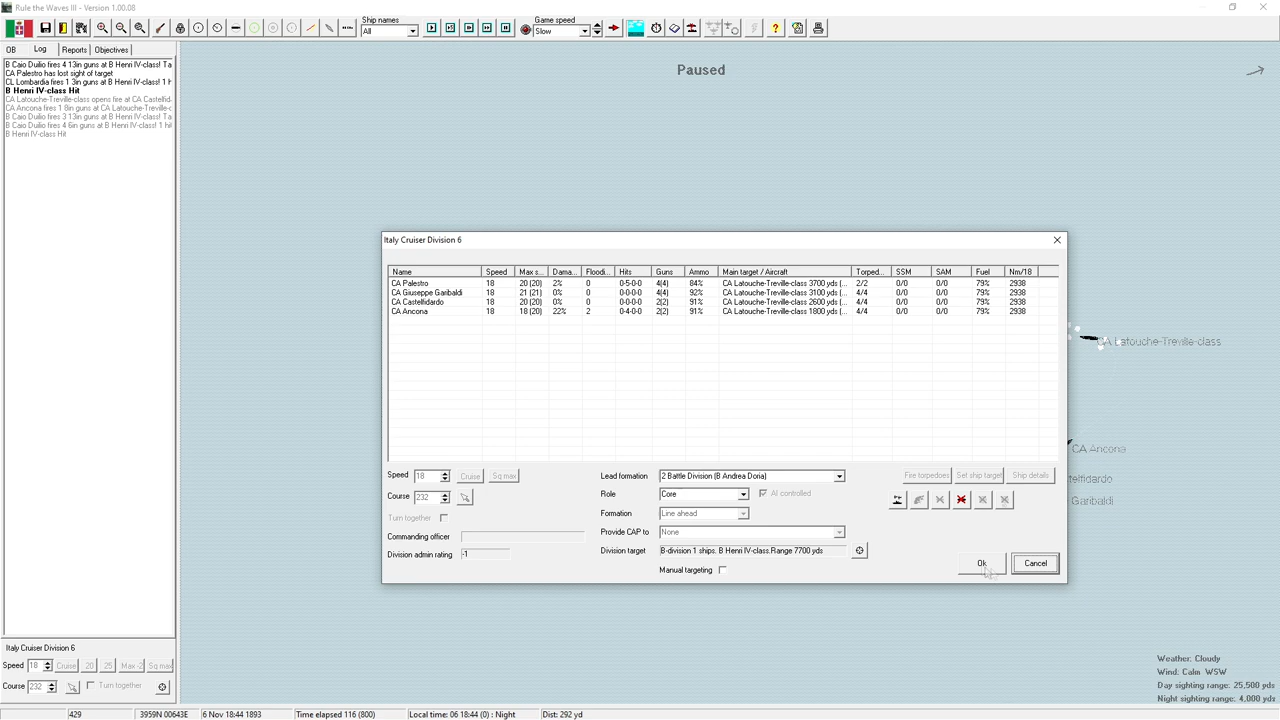 Rule the Waves III - Version 1.00.08
Ship names
All
Game speed
Slow
OB Log Reports Objectives
B Caio Duilio fires 4 13in guns at B Henri IV-class! Ta
CA Palestro has lost sight of target
CL Lombardia fires 1 3in guns at B Henri IV-class! 1 h
B Henri IV-class Hit
CA Latouche-Treville-class opens fire at CA Castelfid
CA Ancona fires 1 8in guns at CA Latouche-Treville-c
B Caio Duilio fires 3 13in guns at B Henri IV-class! Ta
B Caio Duilio fires 4 6in guns at B Henri IV-class! 1 hi
B Henri IV-class Hit
Paused
Italy Cruiser Division 6
Name Speed Max s... Dama... Floodi... Hits Guns Ammo Main target / Aircraft Torped... SSM SAM Fuel Nm/18
CA Palestro 18 20 (20) 2% 0 0-5-0-0 4(4) 84% CA Latouche-Treville-class 3700 yds (... 2/2 0/0 0/0 79% 2938
CA Giuseppe Garibaldi 18 21 (21) 0% 0 0-0-0-0 4(4) 92% CA Latouche-Treville-class 3100 yds (... 4/4 0/0 0/0 79% 2938
CA Castelfidardo 18 20 (20) 0% 0 0-0-0-0 2(2) 91% CA Latouche-Treville-class 2600 yds (... 4/4 0/0 0/0 79% 2938
CA Ancona 18 18 (20) 22% 2 0-4-0-0 2(2) 91% CA Latouche-Treville-class 1800 yds (... 4/4 0/0 0/0 79% 2938
CA Latouche-Treville-class
CA Ancona
telfidardo
Garibaldi
Speed 18 Cruise Sq max
Course 232
Turn together
Commanding officer
Division admin rating -1
Lead formation 2 Battle Division (B Andrea Doria)
Role Core AI controlled
Formation Line ahead
Provide CAP to None
Division target B-division 1 ships. B Henri IV-class.Range 7700 yds
Manual targeting
Fire torpedoes Set ship target Ship details
Ok Cancel
Italy Cruiser Division 6
Speed 18 Cruise 20 25 Max -2 Sq max
Course 232 Turn together
Weather: Cloudy
Wind: Calm WSW
Day sighting range: 25,500 yds
Night sighting range: 4,000 yds
429 3959N 00643E 6 Nov 18:44 1893 Time elapsed 116 (800) Local time: 06 18:44 (0) : Night Dist: 292 yd